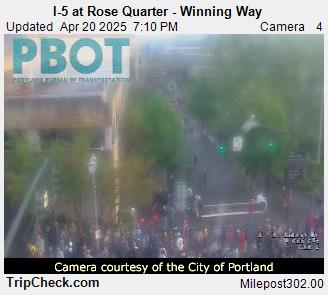 I-5 at Rose Quarter - Winning Way
Updated Apr 20 2025 7:10 PM Camera 4
PBOT
PORTLAND BUREAU OF TRANSPORTATION
Camera courtesy of the City of Portland
TripCheck.com Milepost302.00